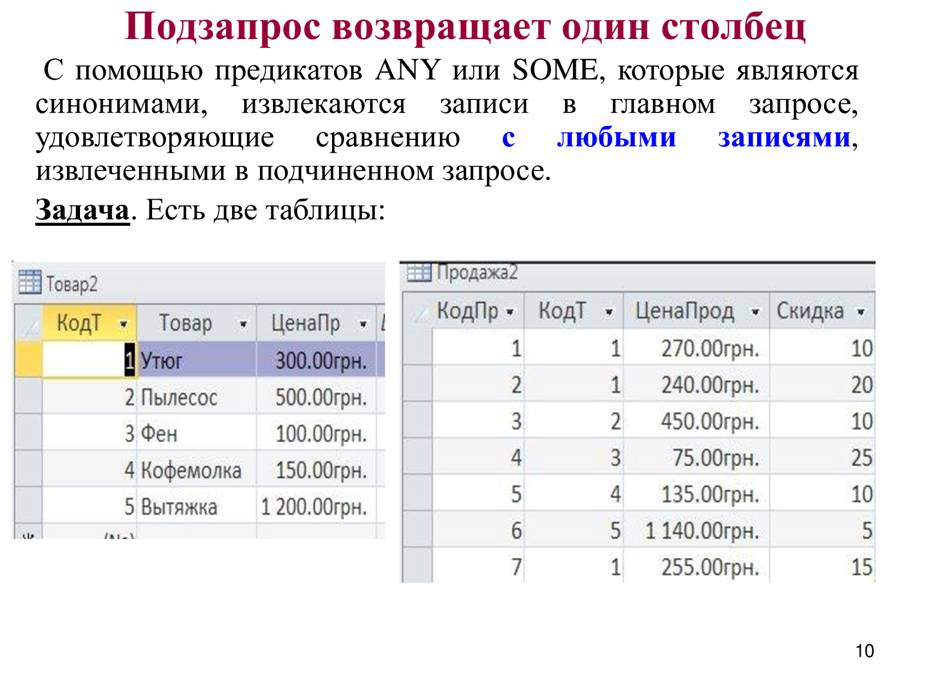 Подзапрос возвращает один столбец
С помощью предикатов ANY или SOME, которые являются
синонимами, извлекаются записи в главном запросе,
удовлетворяющие сравнению с любыми записями,
извлеченными в подчиненном запросе.
Задача. Есть две таблицы:
Товар2
КодТ Товар ЦенаПр
1 Утюг 300.00грн.
2 Пылесос 500.00грн.
3 Фен 100.00грн.
4 Кофемолка 150.00грн.
5 Вытяжка 1 200.00грн.
Продажа2
КодПр КодТ ЦенаПрод Скидка
1 1 270.00грн. 10
2 1 240.00грн. 20
3 2 450.00грн. 10
4 3 75.00грн. 25
5 4 135.00грн. 10
6 5 1 140.00грн. 5
7 1 255.00грн. 15
10